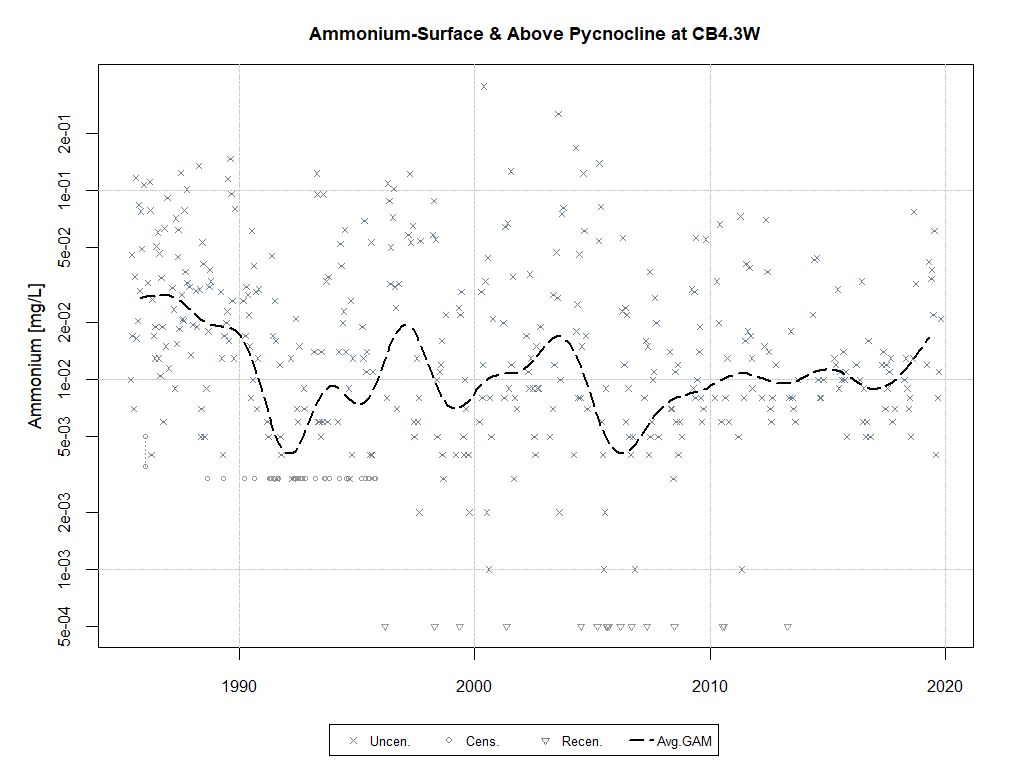 Ammonium-Surface & Above Pycnocline at CB4.3W
Ammonium [mg/L]
2e-01
1e-01
5e-02
2e-02
1e-02
5e-03
2e-03
1e-03
5e-04
1990 2000 2010 2020
Uncen. Cens. Recen. Avg.GAM